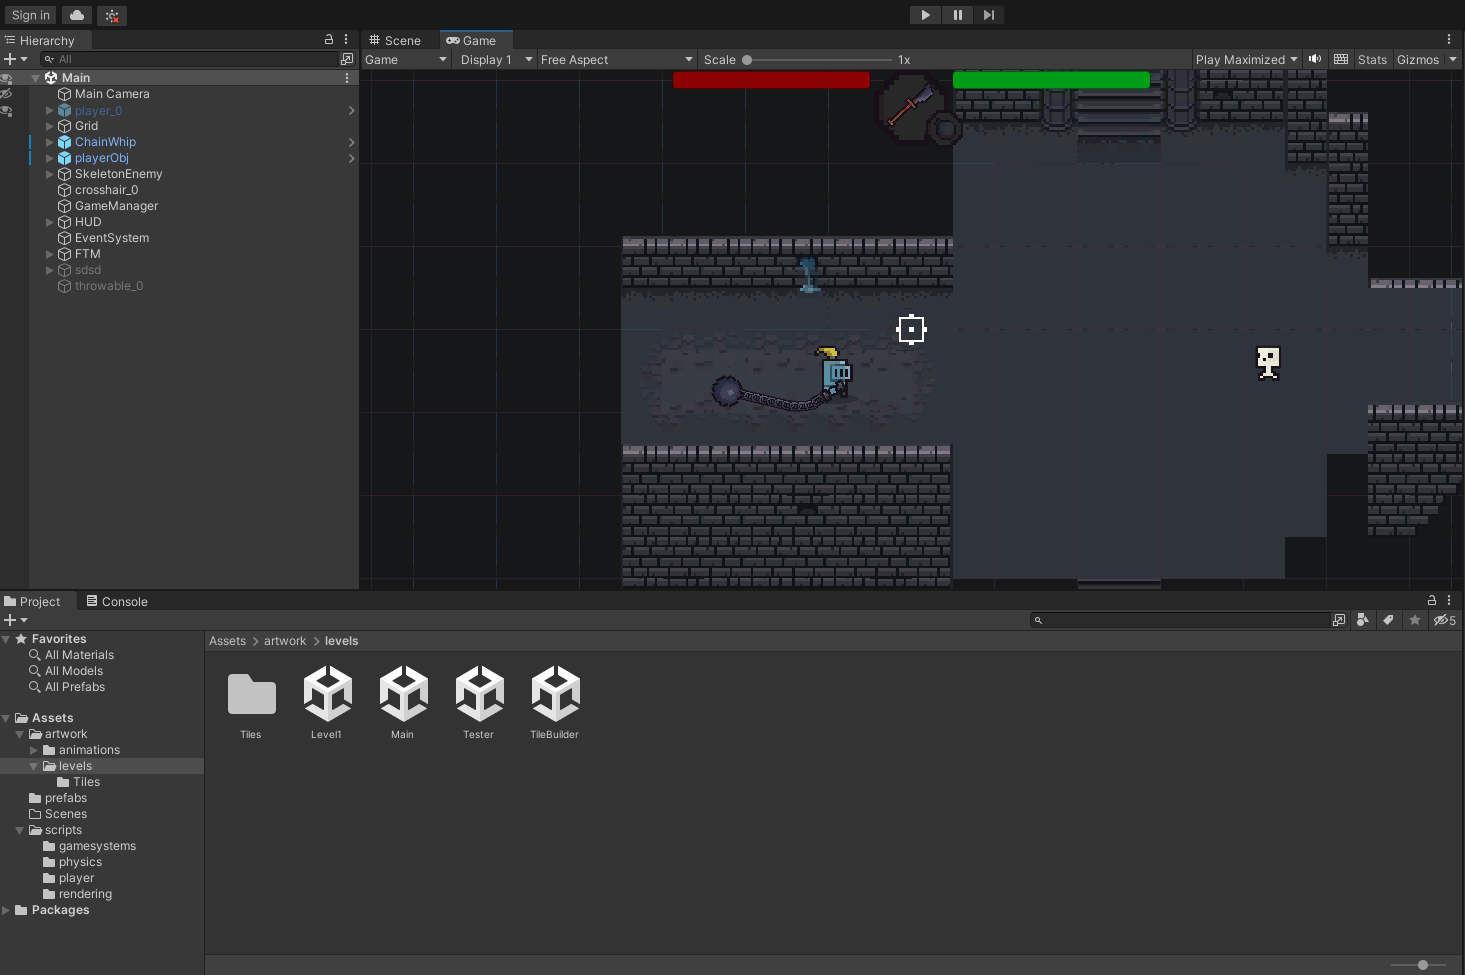 Sign in
Hierarchy
All
Main
Main Camera
player_0
Grid
ChainWhip
playerObj
SkeletonEnemy
crosshair_0
GameManager
HUD
EventSystem
FTM
sdsd
throwable_0
Scene
Game
Game
Display 1
Free Aspect
Scale
1x
Play Maximized
Stats
Gizmos
Project
Console
5
Favorites
All Materials
All Models
All Prefabs
Assets
artwork
animations
levels
Tiles
prefabs
Scenes
scripts
gamesystems
physics
player
rendering
Packages
Assets > artwork > levels
Tiles
Level1
Main
Tester
TileBuilder